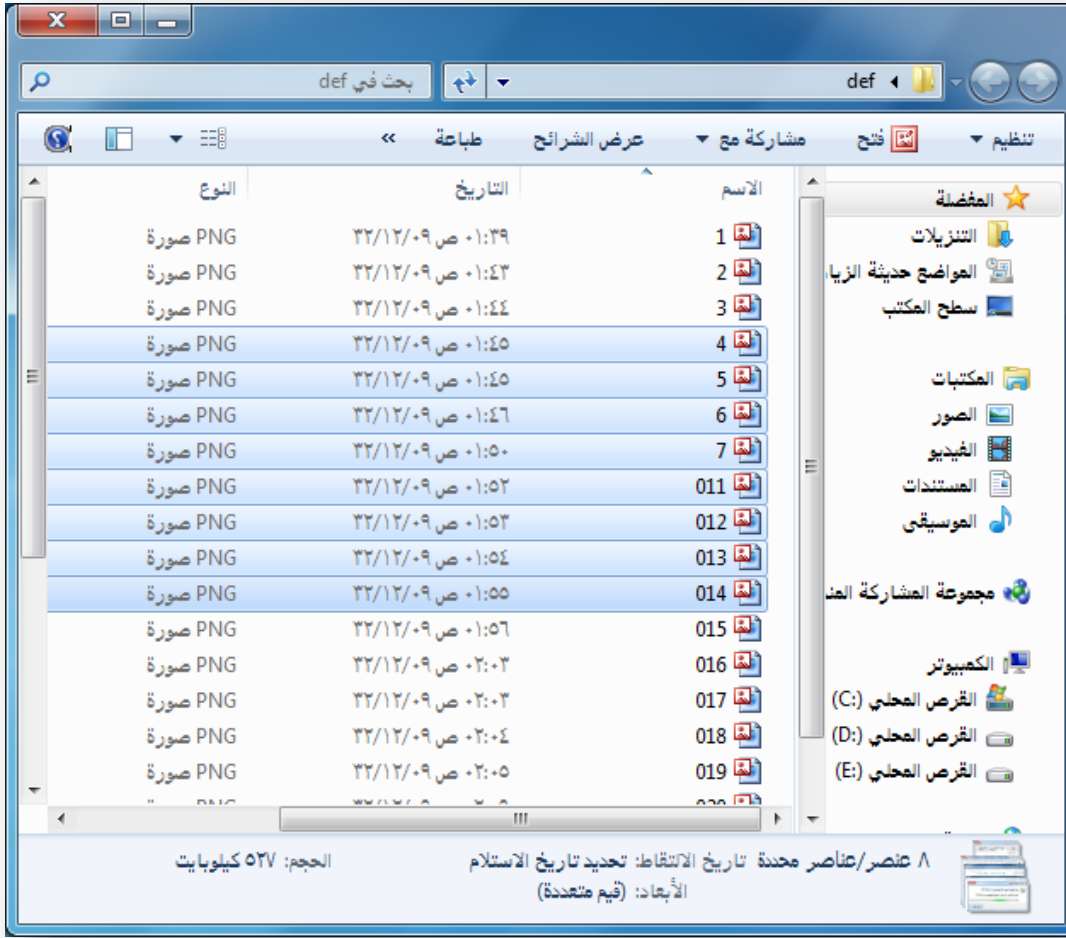 def
بحث في def
تنظيم فتح مشاركة مع عرض الشرائح طباعة »
المفضلة
التنزيلات
المواضع حديثة الزيا
سطح المكتب
المكتبات
الصور
الفيديو
المستندات
الموسيقى
مجموعة المشاركة المنـ
الكمبيوتر
القرص المحلي (C:)
القرص المحلي (D:)
القرص المحلي (E:)
الاسم التاريخ النوع
1 ٠١:٣٩ ص ٣٢/١٢/٠٩ صورة PNG
2 ٠١:٤٣ ص ٣٢/١٢/٠٩ صورة PNG
3 ٠١:٤٤ ص ٣٢/١٢/٠٩ صورة PNG
4 ٠١:٤٥ ص ٣٢/١٢/٠٩ صورة PNG
5 ٠١:٤٥ ص ٣٢/١٢/٠٩ صورة PNG
6 ٠١:٤٦ ص ٣٢/١٢/٠٩ صورة PNG
7 ٠١:٥٠ ص ٣٢/١٢/٠٩ صورة PNG
011 ٠١:٥٢ ص ٣٢/١٢/٠٩ صورة PNG
012 ٠١:٥٣ ص ٣٢/١٢/٠٩ صورة PNG
013 ٠١:٥٤ ص ٣٢/١٢/٠٩ صورة PNG
014 ٠١:٥٥ ص ٣٢/١٢/٠٩ صورة PNG
015 ٠١:٥٦ ص ٣٢/١٢/٠٩ صورة PNG
016 ٠٢:٠٣ ص ٣٢/١٢/٠٩ صورة PNG
017 ٠٢:٠٣ ص ٣٢/١٢/٠٩ صورة PNG
018 ٠٢:٠٤ ص ٣٢/١٢/٠٩ صورة PNG
019 ٠٢:٠٥ ص ٣٢/١٢/٠٩ صورة PNG
٨ عنصر/عناصر محددة تاريخ الالتقاط: تحديد تاريخ الاستلام الحجم: ٥٢٧ كيلوبايت
الأبعاد: (قيم متعددة)